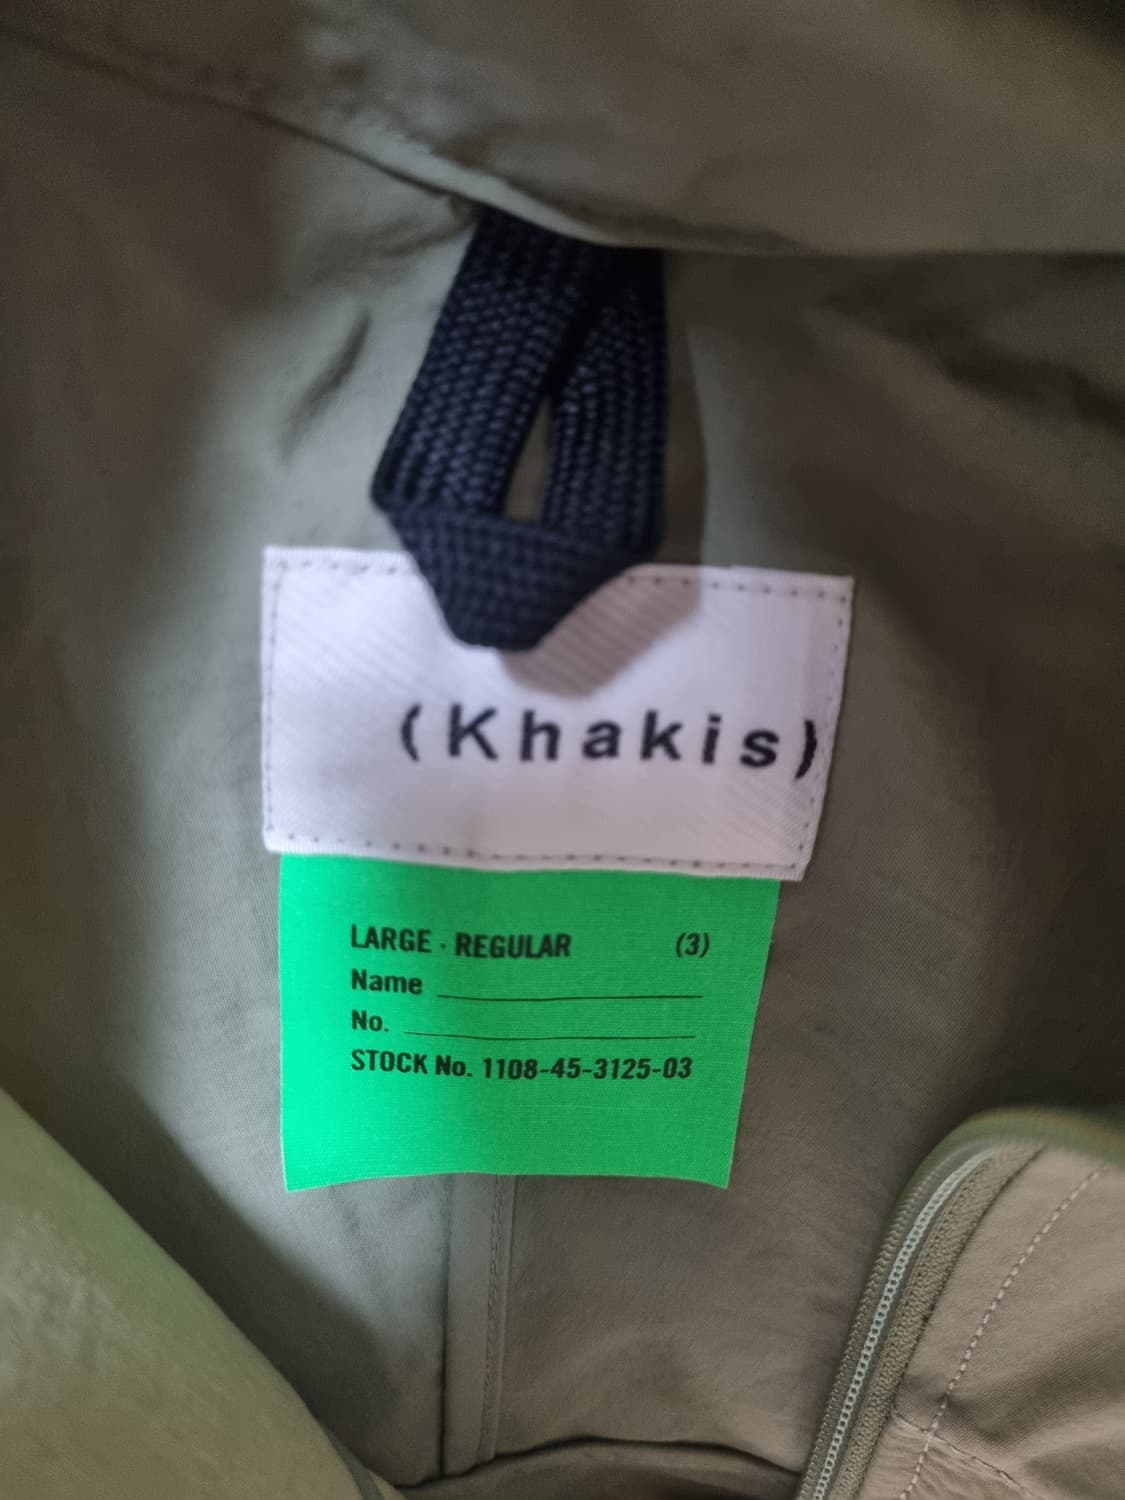 (Khakis)
LARGE · REGULAR (3)
Name
No.
STOCK No. 1108-45-3125-03